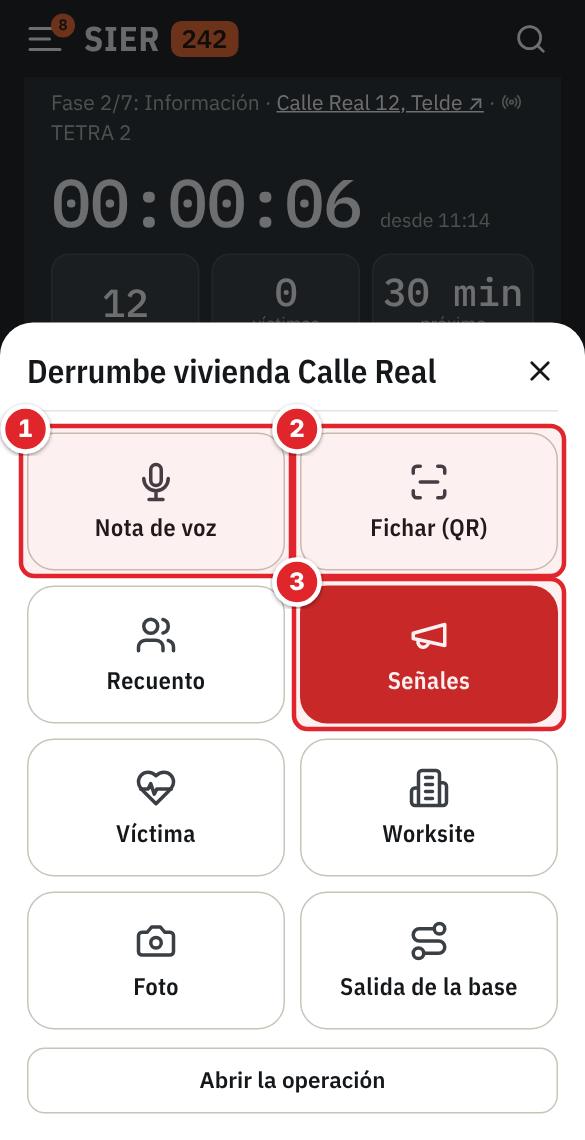 8
SIER 242
Fase 2/7: Información · Calle Real 12, Telde ↗ ·
TETRA 2
00:00:06 desde 11:14
12 0 30 min
víctimas próximo
Derrumbe vivienda Calle Real
1 2
Nota de voz Fichar (QR)
3
Recuento Señales
Víctima Worksite
Foto Salida de la base
Abrir la operación